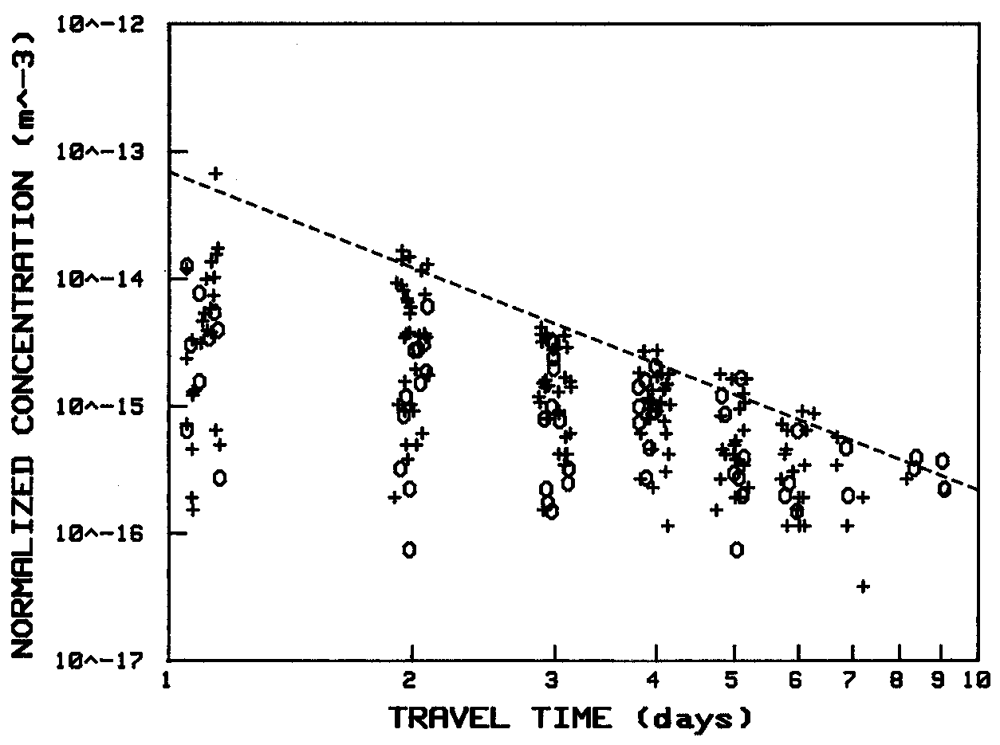 NORMALIZED CONCENTRATION (m^-3)
10^-12
10^-13
10^-14
10^-15
10^-16
10^-17
1 2 3 4 5 6 7 8 9 10
TRAVEL TIME (days)